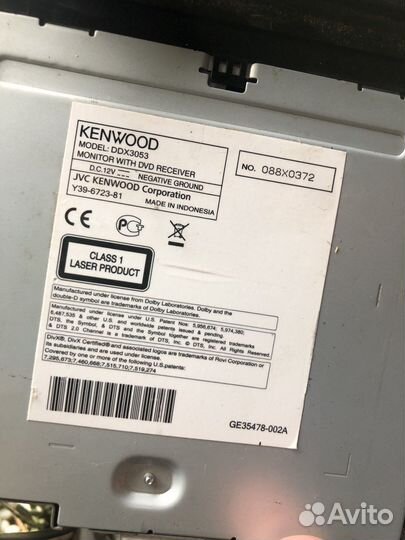 KENWOOD
MODEL: DDX3053
MONITOR WITH DVD RECEIVER
D.C.12V NEGATIVE GROUND
JVC KENWOOD Corporation
Y39-6723-81 MADE IN INDONESIA
NO. 088X0372
CE
CLASS 1
LASER PRODUCT
Manufactured under license from Dolby Laboratories. Dolby and the
double-D symbol are trademarks of Dolby Laboratories.
Manufactured under license under U.S. Patent Nos: 5,956,674; 5,974,380;
6,487,535 & other U.S. and worldwide patents issued & pending.
DTS, the Symbol, & DTS and the Symbol together are registered trademarks
& DTS 2.0 Channel is a trademark of DTS, Inc. © DTS, Inc. All Rights Reserved.
DivX®, DivX Certified® and associated logos are trademarks of Rovi Corporation or
its subsidiaries and are used under license.
Covered by one or more of the following U.S. patents:
7,295,673; 7,460,668; 7,515,710; 7,519,274
GE35478-002A
Avito